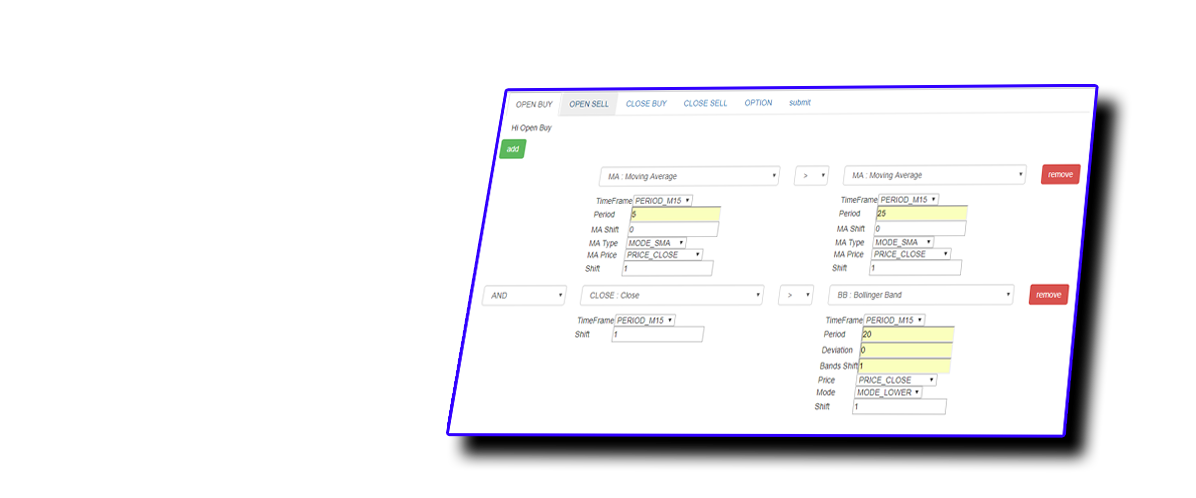 OPEN BUY OPEN SELL CLOSE BUY CLOSE SELL OPTION submit
Hi Open Buy
add
MA : Moving Average > MA : Moving Average remove
TimeFrame PERIOD_M15 TimeFrame PERIOD_M15
Period 5 Period 25
MA Shift 0 MA Shift 0
MA Type MODE_SMA MA Type MODE_SMA
MA Price PRICE_CLOSE MA Price PRICE_CLOSE
Shift 1 Shift 1
AND CLOSE : Close > BB : Bollinger Band remove
TimeFrame PERIOD_M15 TimeFrame PERIOD_M15
Shift 1 Period 20
Deviation 0
Bands Shift 1
Price PRICE_CLOSE
Mode MODE_LOWER
Shift 1